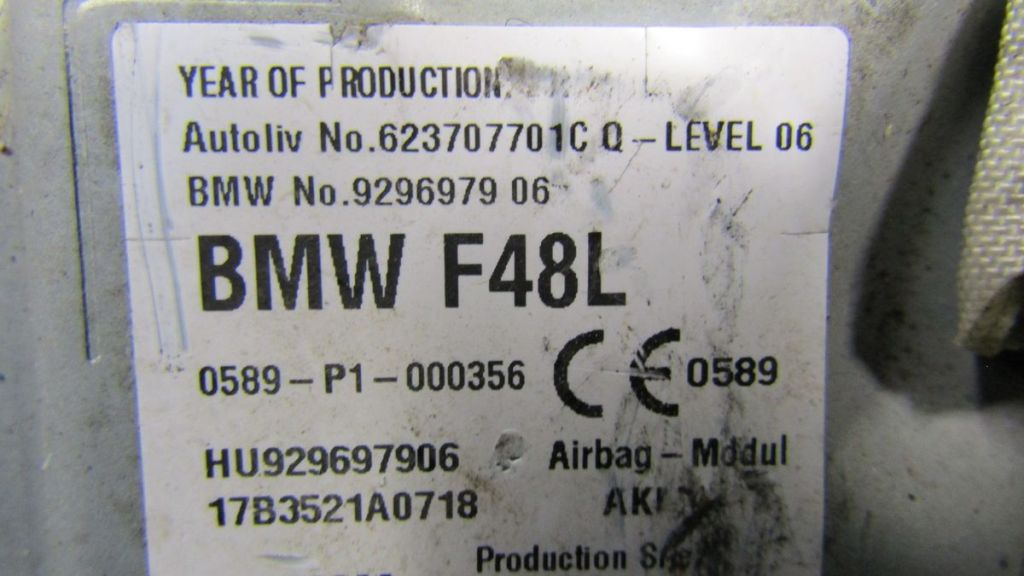 YEAR OF PRODUCTION
Autoliv No.623707701C Q-LEVEL 06
BMW No.9296979 06
BMW F48L
0589-P1-000356 CE 0589
HU929697906 Airbag-Modul
17B3521A0718
Production